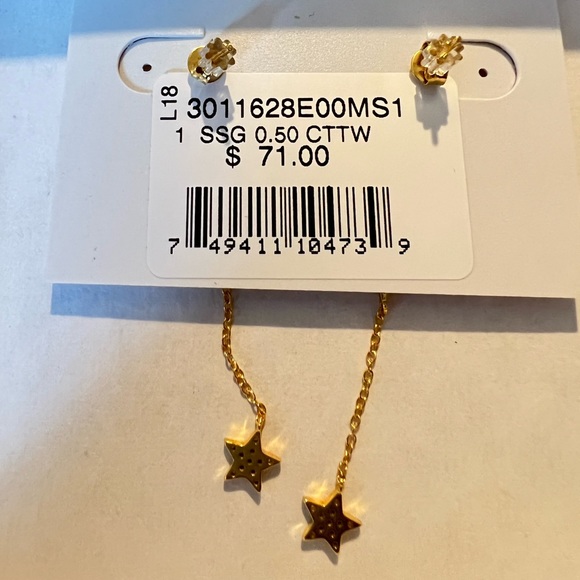 L18
3011628E00MS1
1 SSG 0.50 CTTW
$ 71.00
7 49411 10473 9